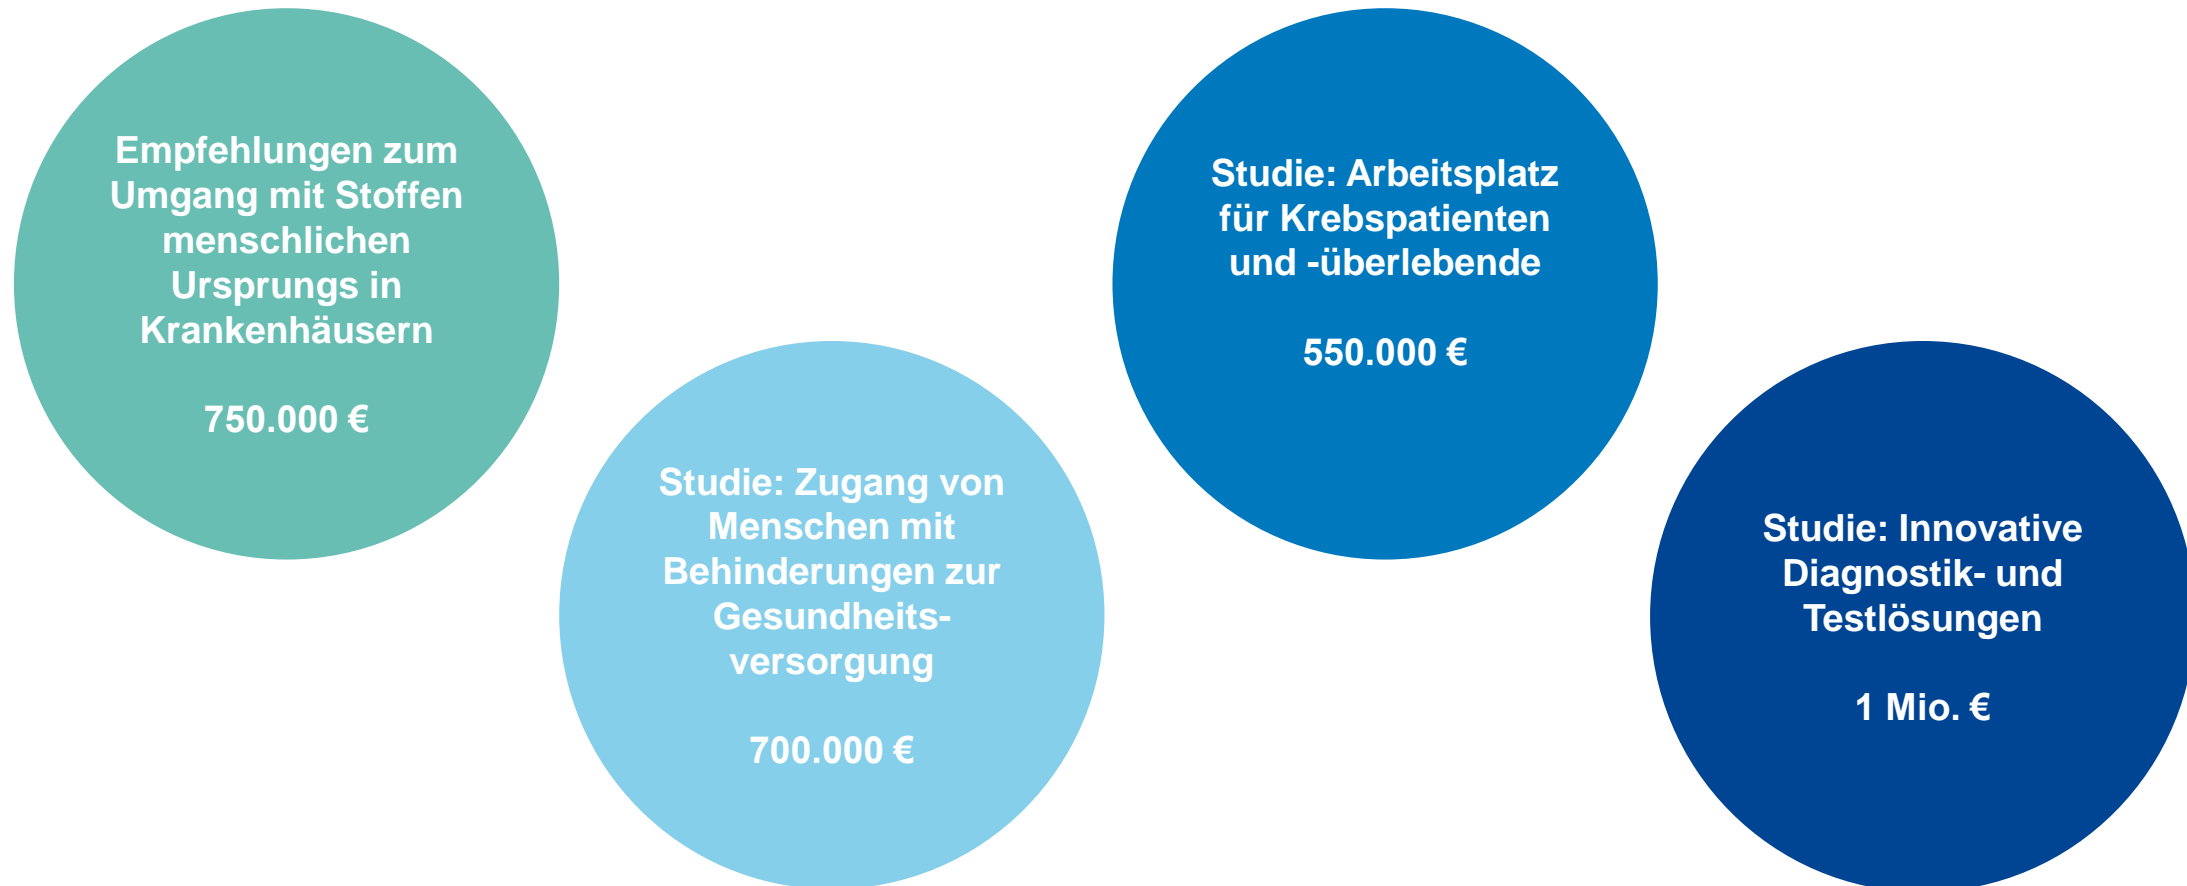 Empfehlungen zum
Umgang mit Stoffen
menschlichen
Ursprungs in
Krankenhäusern
750.000 €
Studie: Zugang von
Menschen mit
Behinderungen zur
Gesundheits-
versorgung
700.000 €
Studie: Arbeitsplatz
für Krebspatienten
und -überlebende
550.000 €
Studie: Innovative
Diagnostik- und
Testlösungen
1 Mio. €